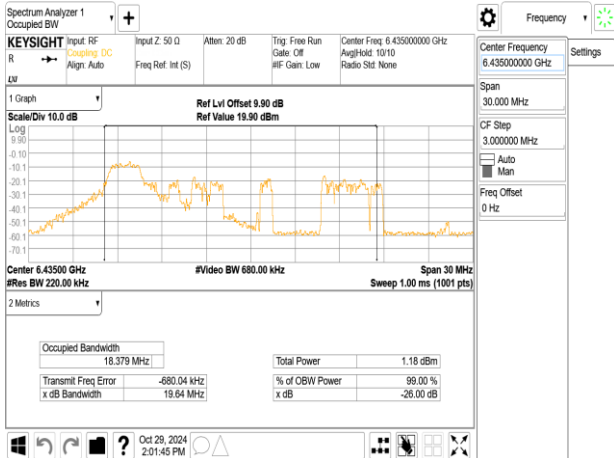 Spectrum Analyzer 1
Occupied BW
Frequency
KEYSIGHT Input: RF Input Z: 50 Ω Atten: 20 dB Trig: Free Run Center Freq: 6.435000000 GHz
R Coupling: DC Gate: Off Avg|Hold: 10/10
Align: Auto Freq Ref: Int (S) #IF Gain: Low Radio Std: None
LXI
Center Frequency Settings
6.435000000 GHz
Span
30.000 MHz
CF Step
3.000000 MHz
Auto
Man
Freq Offset
0 Hz
1 Graph
Ref Lvl Offset 9.90 dB
Scale/Div 10.0 dB Ref Value 19.90 dBm
Log
9.90
-0.10
-10.1
-20.1
-30.1
-40.1
-50.1
-60.1
-70.1
Center 6.43500 GHz #Video BW 680.00 kHz Span 30 MHz
#Res BW 220.00 kHz Sweep 1.00 ms (1001 pts)
2 Metrics
Occupied Bandwidth
18.379 MHz Total Power 1.18 dBm
Transmit Freq Error -680.04 kHz % of OBW Power 99.00 %
x dB Bandwidth 19.64 MHz x dB -26.00 dB
? Oct 29, 2024
2:01:45 PM